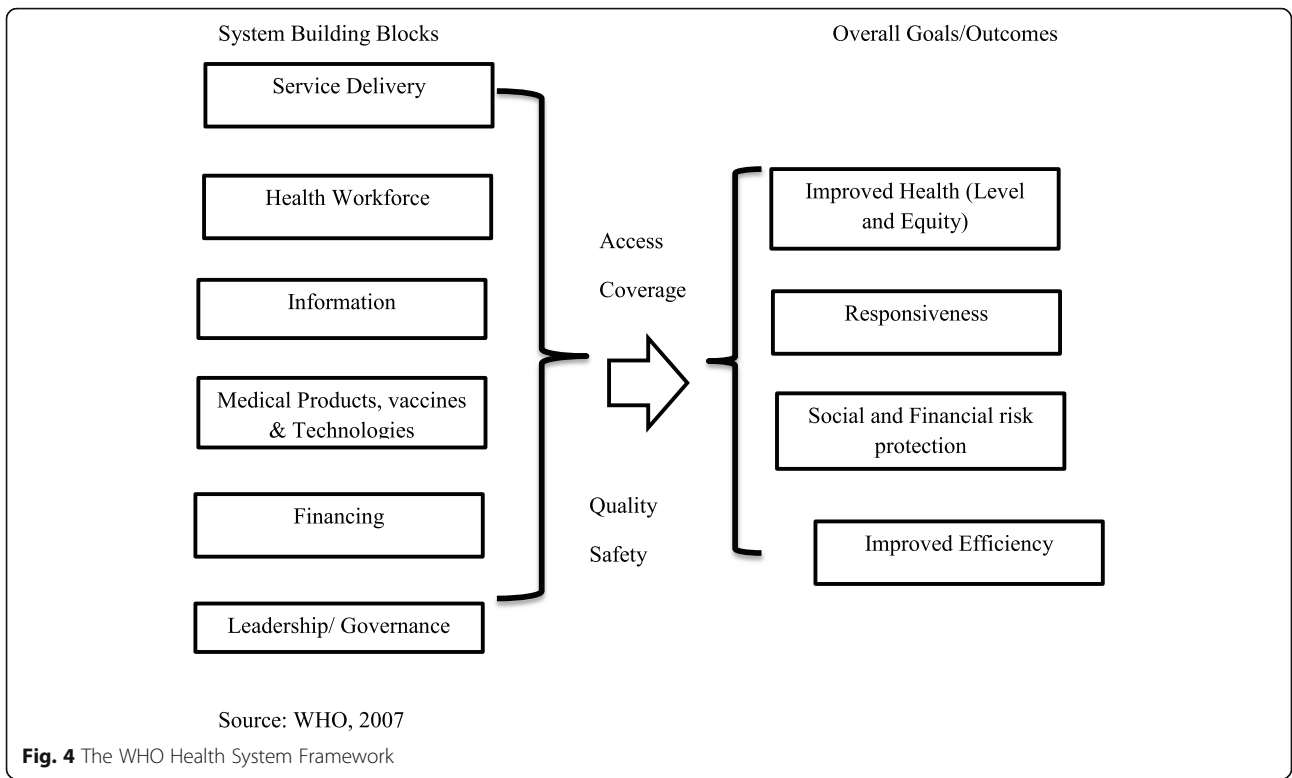 System Building Blocks
Overall Goals/Outcomes
Service Delivery
Health Workforce
Information
Medical Products, vaccines
& Technologies
Financing
Leadership/ Governance
Access
Coverage
Quality
Safety
Improved Health (Level
and Equity)
Responsiveness
Social and Financial risk
protection
Improved Efficiency
Source: WHO, 2007
Fig. 4 The WHO Health System Framework